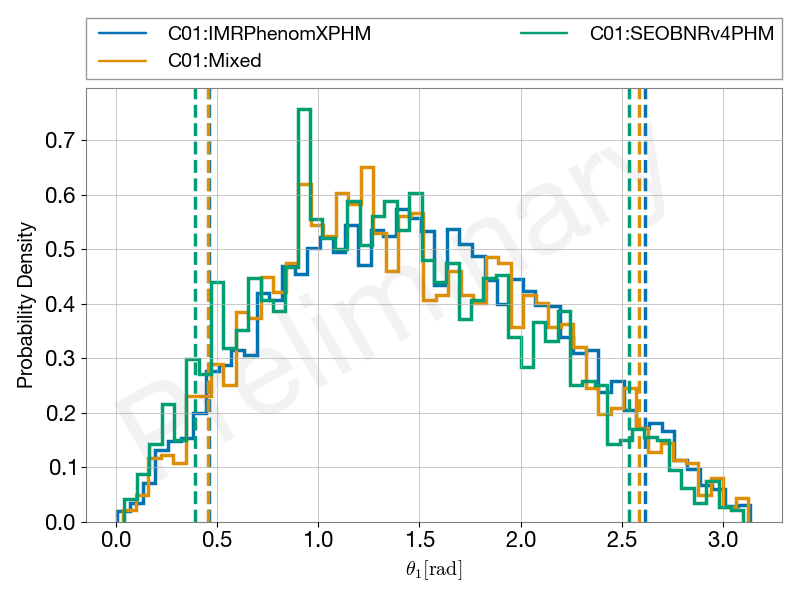 C01:IMRPhenomXPHM
C01:SEOBNRv4PHM
C01:Mixed
Preliminary
Probability Density
0.7
0.6
0.5
0.4
0.3
0.2
0.1
0.0
0.0 0.5 1.0 1.5 2.0 2.5 3.0
θ₁[rad]